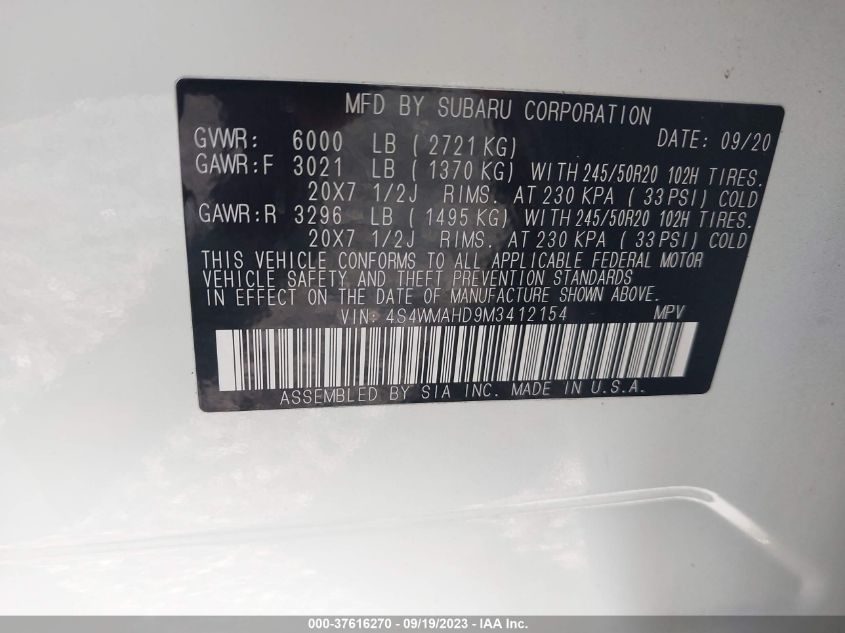 MFD BY SUBARU CORPORATION
GVWR: 6000 LB ( 2721 KG) DATE: 09/20
GAWR:F 3021 LB ( 1370 KG) WITH 245/50R20 102H TIRES.
20X7 1/2J RIMS. AT 230 KPA ( 33 PSI) COLD
GAWR:R 3296 LB ( 1495 KG) WITH 245/50R20 102H TIRES.
20X7 1/2J RIMS. AT 230 KPA ( 33 PSI) COLD
THIS VEHICLE CONFORMS TO ALL APPLICABLE FEDERAL MOTOR
VEHICLE SAFETY AND THEFT PREVENTION STANDARDS
IN EFFECT ON THE DATE OF MANUFACTURE SHOWN ABOVE.
VIN: 4S4WMAHD9M3412154 MPV
ASSEMBLED BY SIA INC. MADE IN U.S.A.
000-37616270 - 09/19/2023 - IAA Inc.